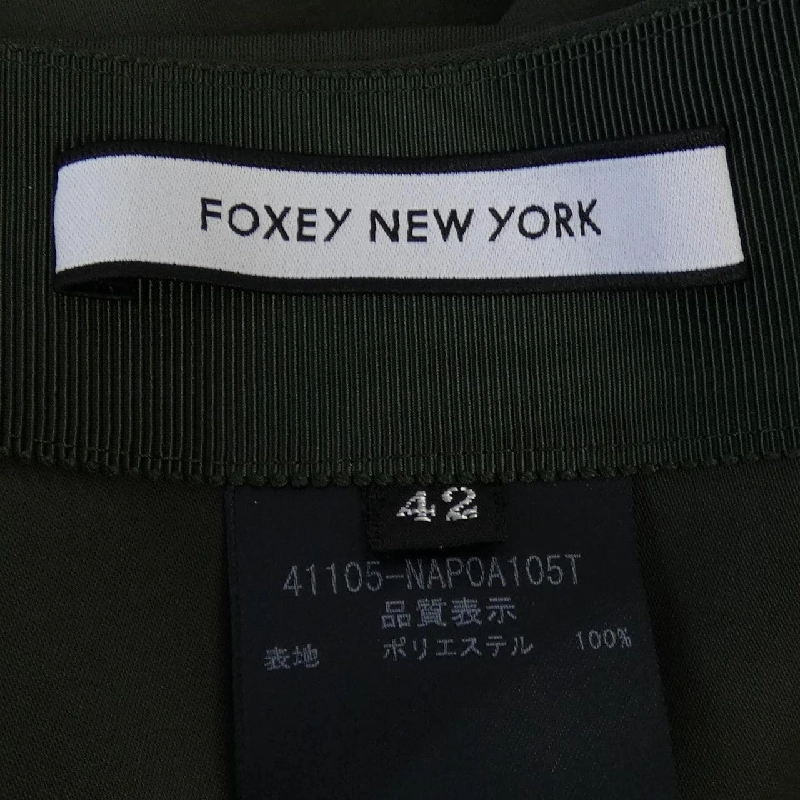 FOXEY NEW YORK
42
41105-NAPOA105T
品質表示
表地 ポリエステル 100%